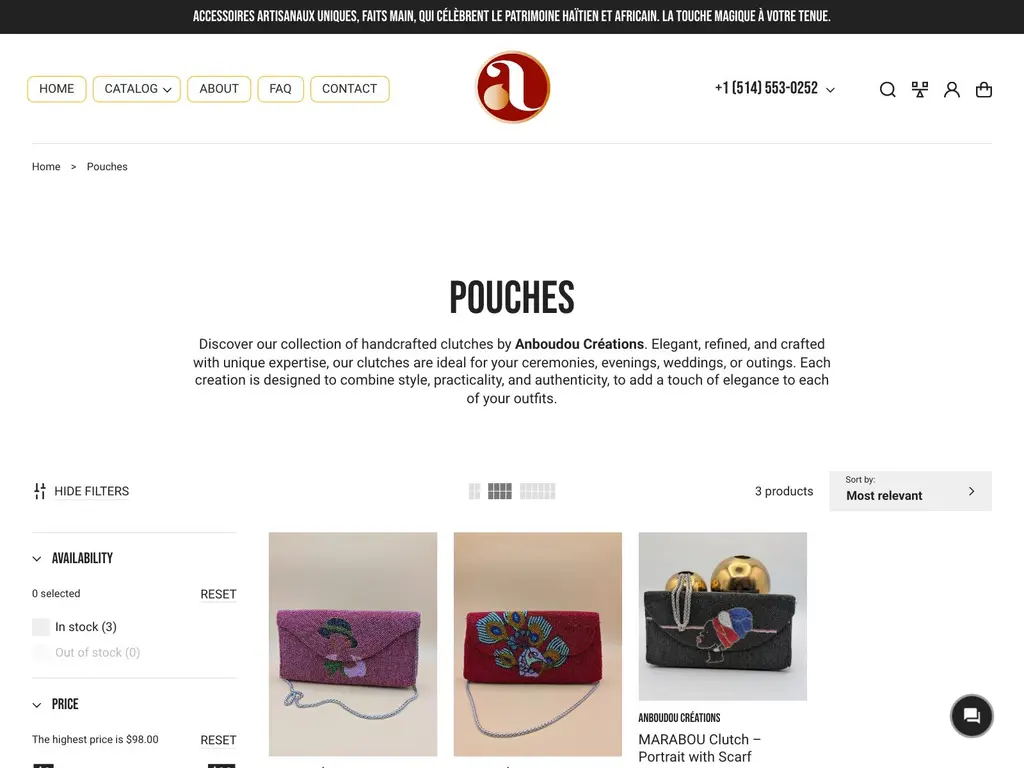 ACCESSOIRES ARTISANAUX UNIQUES, FAITS MAIN, QUI CÉLÈBRENT LE PATRIMOINE HAÏTIEN ET AFRICAIN. LA TOUCHE MAGIQUE À VOTRE TENUE.
HOME
CATALOG
ABOUT
FAQ
CONTACT
a
+1 (514) 553-0252
Home > Pouches
POUCHES
Discover our collection of handcrafted clutches by Anboudou Créations. Elegant, refined, and crafted
with unique expertise, our clutches are ideal for your ceremonies, evenings, weddings, or outings. Each
creation is designed to combine style, practicality, and authenticity, to add a touch of elegance to each
of your outfits.
HIDE FILTERS
3 products
Sort by:
Most relevant
AVAILABILITY
0 selected
RESET
In stock (3)
Out of stock (0)
PRICE
The highest price is $98.00
RESET
ANBOUDOU CRÉATIONS
MARABOU Clutch –
Portrait with Scarf